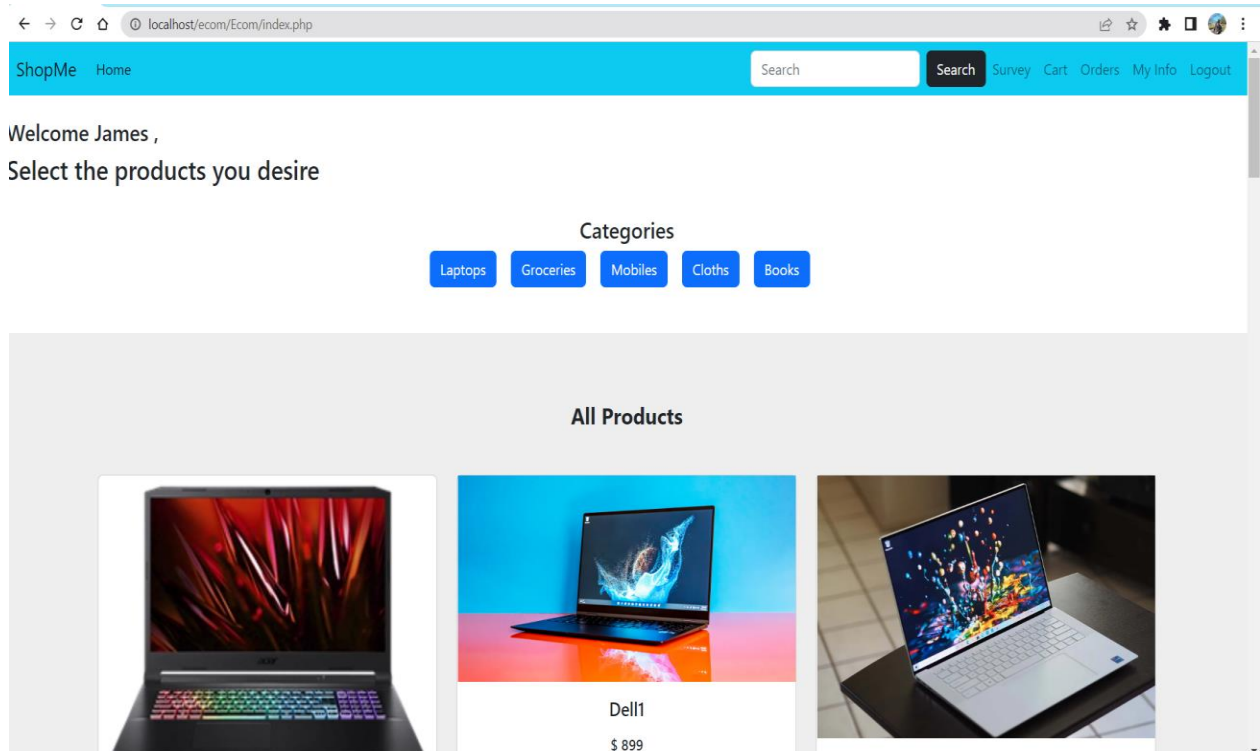 localhost/ecom/Ecom/index.php
ShopMe Home Search Search Survey Cart Orders My Info Logout
Welcome James ,
Select the products you desire
Categories
Laptops Groceries Mobiles Cloths Books
All Products
acer
Dell1
$ 899